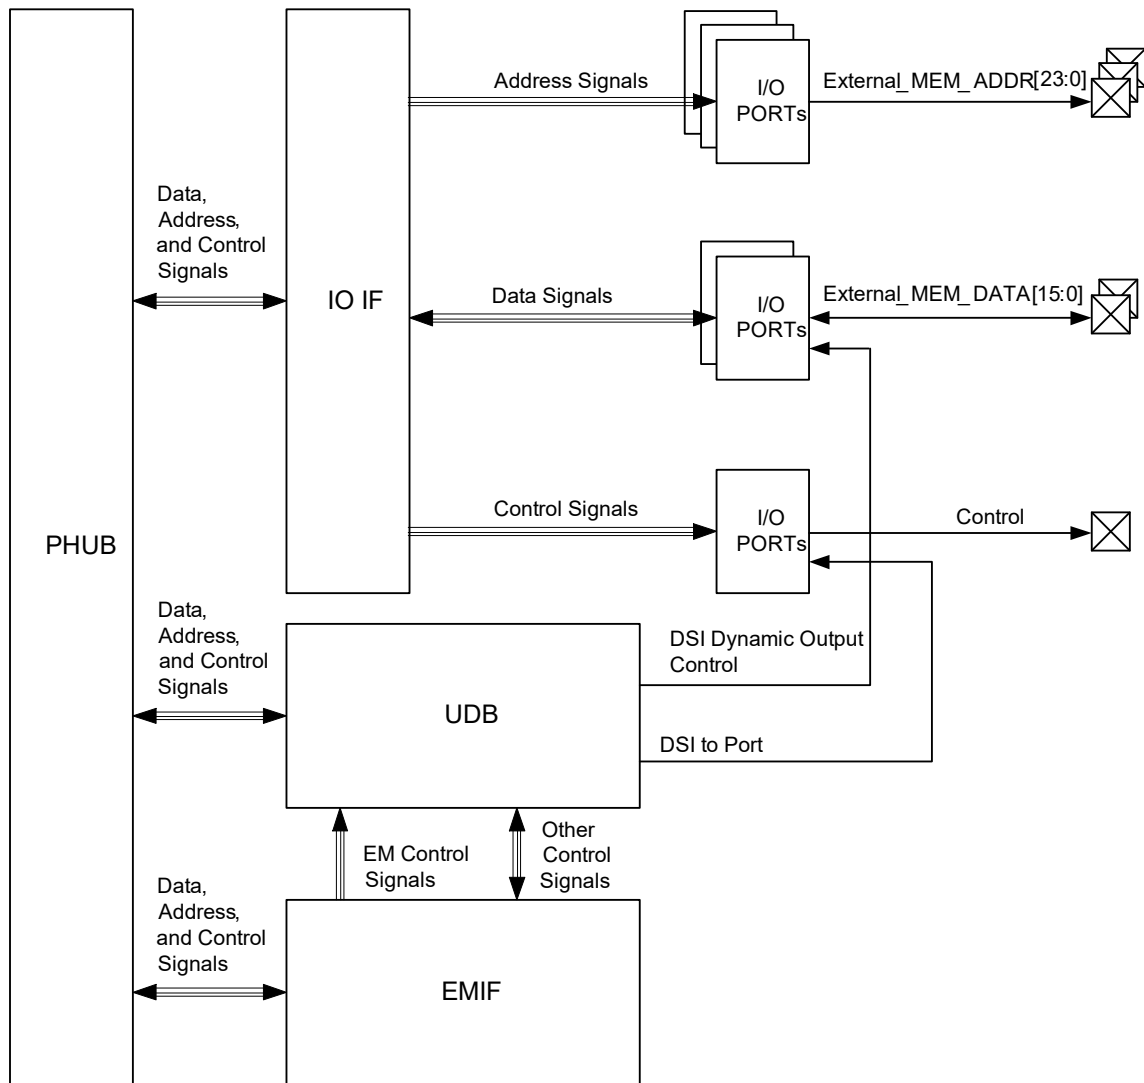 Address Signals
I/O
PORTs
External_MEM_ADDR[23:0]
Data,
Address,
and Control
Signals
IO IF
Data Signals
I/O
PORTs
External_MEM_DATA[15:0]
Control Signals
I/O
PORTs
Control
PHUB
Data,
Address,
and Control
Signals
UDB
DSI Dynamic Output
Control
DSI to Port
EM Control
Signals
Other
Control
Signals
Data,
Address,
and Control
Signals
EMIF